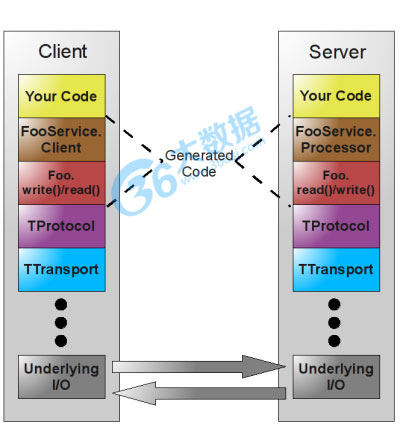 Client
Server
Your Code
FooService.
Client
Foo.
write()/read()
TProtocol
TTransport
Underlying
I/O
Generated
Code
36大数据
Your Code
FooService.
Processor
Foo.
read()/write()
TProtocol
TTransport
Underlying
I/O